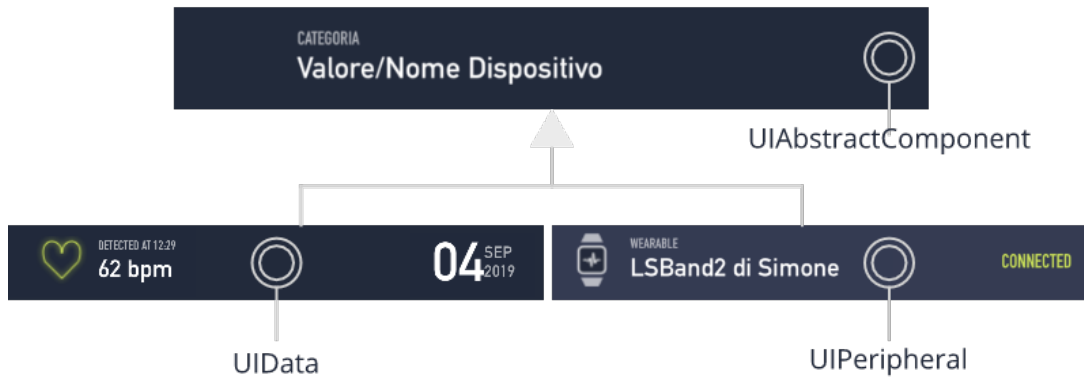 CATEGORIA
Valore/Nome Dispositivo
UIAbstractComponent
DETECTED AT 12:29
62 bpm
04 SEP
2019
WEARABLE
LSBand2 di Simone
CONNECTED
UIData
UIPeripheral